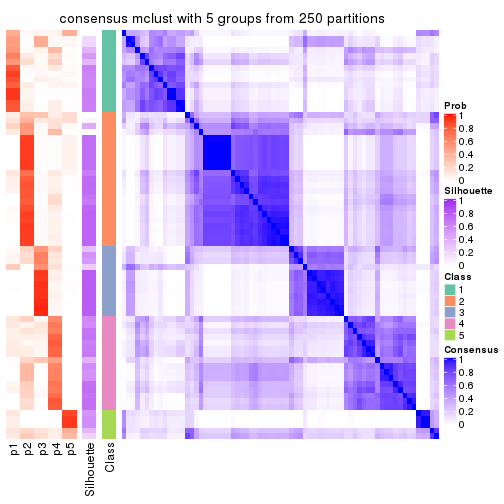 consensus mclust with 5 groups from 250 partitions
Prob
1
0.8
0.6
0.4
0.2
0
Silhouette
1
0.8
0.6
0.4
0.2
0
Class
1
2
3
4
5
Consensus
1
0.8
0.6
0.4
0.2
0
p1
p2
p3
p4
p5
Silhouette
Class